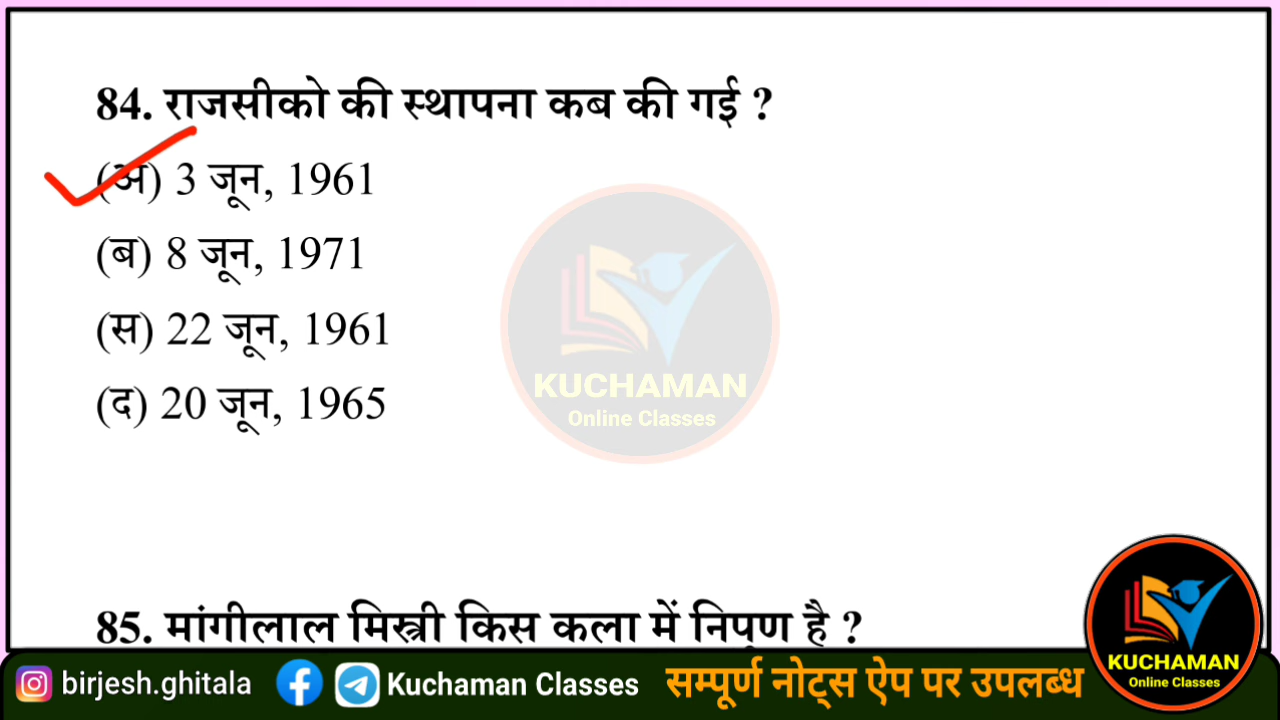 84. राजसीको की स्थापना कब की गई ?
(अ) 3 जून, 1961
(ब) 8 जून, 1971
(स) 22 जून, 1961
(द) 20 जून, 1965
KUCHAMAN
Online Classes
85. मांगीलाल मिस्त्री किस कला में निपुण है ?
birjesh.ghitala
Kuchaman Classes
सम्पूर्ण नोट्स ऐप पर उपलब्ध
KUCHAMAN
Online Classes